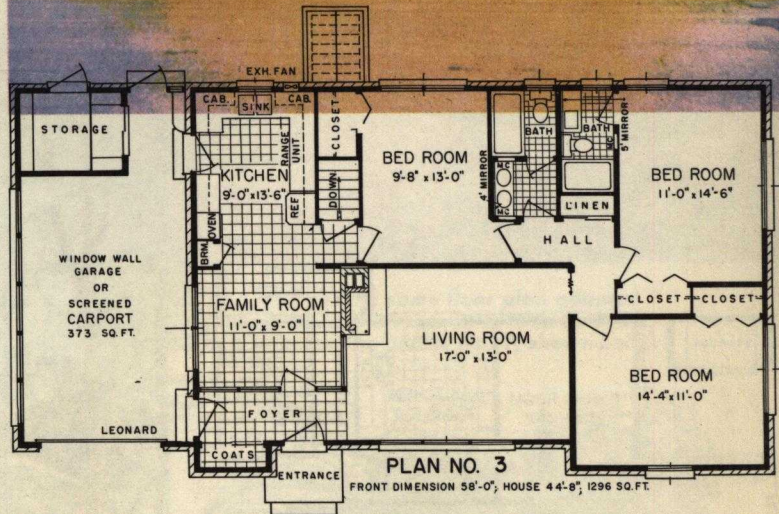 EXH. FAN
CAB.
SINK
CAB.
STORAGE
CLOSET
RANGE
UNIT
KITCHEN
9'-0"x13'-6"
DOWN
REF
OVEN
BRM.
BED ROOM
9'-8" x 13'-0"
4' MIRROR
BATH
M.C.
M.C.
BATH
M.C.
5' MIRROR
LINEN
HALL
BED ROOM
11'-0" x 14'-6"
CLOSET
CLOSET
WINDOW WALL
GARAGE
OR
SCREENED
CARPORT
373 SQ. FT.
FAMILY ROOM
11'-0" x 9'-0"
LIVING ROOM
17'-0" x 13'-0"
BED ROOM
14'-4" x 11'-0"
LEONARD
FOYER
COATS
ENTRANCE
PLAN NO. 3
FRONT DIMENSION 58'-0"; HOUSE 44'-8"; 1296 SQ. FT.